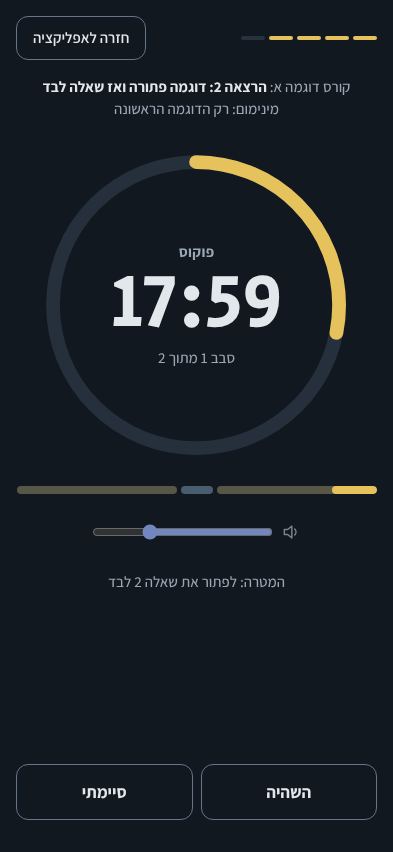 חזרה לאפליקציה
קורס דוגמה א: הרצאה 2: דוגמה פתורה ואז שאלה לבד
מינימום: רק הדוגמה הראשונה
פוקוס
17:59
סבב 1 מתוך 2
המטרה: לפתור את שאלה 2 לבד
השהיה
סיימתי